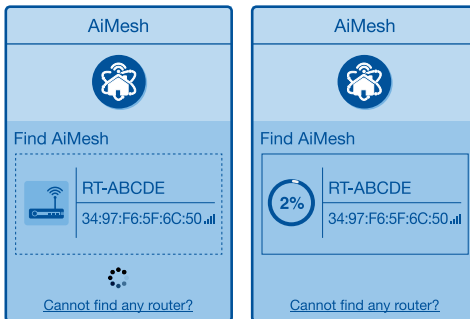 AiMesh
Find AiMesh
RT-ABCDE
34:97:F6:5F:6C:50
Cannot find any router?
AiMesh
Find AiMesh
2%
RT-ABCDE
34:97:F6:5F:6C:50
Cannot find any router?